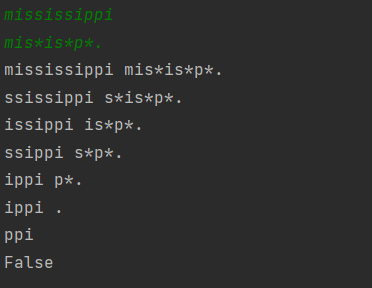 mississippi
mis*is*p*.
mississippi mis*is*p*.
ssissippi s*is*p*.
issippi is*p*.
ssippi s*p*.
ippi p*.
ippi .
ppi
False